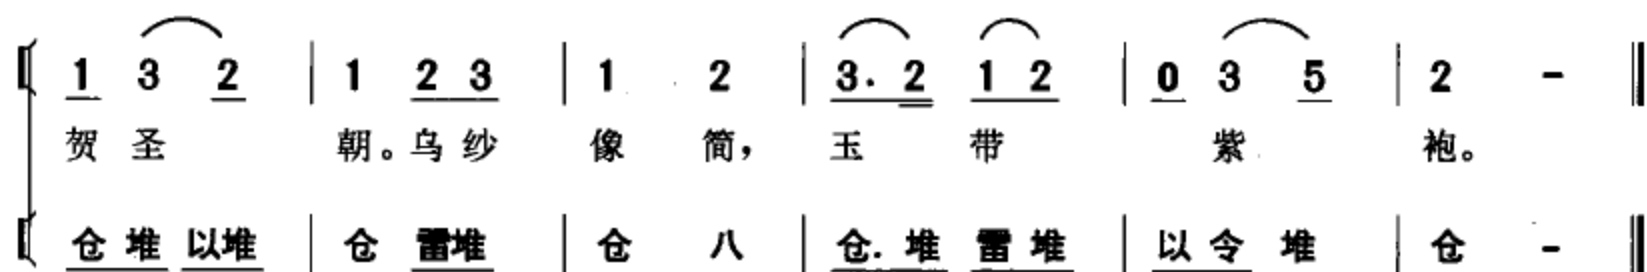 1 3 2 | 1 2 3 | 1 2 | 3. 2 1 2 | 0 3 5 | 2 -
贺 圣 朝。乌 纱 像 简，玉 带 紫 袍。
仓 堆 以堆 | 仓 雷堆 | 仓 八 | 仓. 堆 雷 堆 | 以 令 堆 | 仓 -